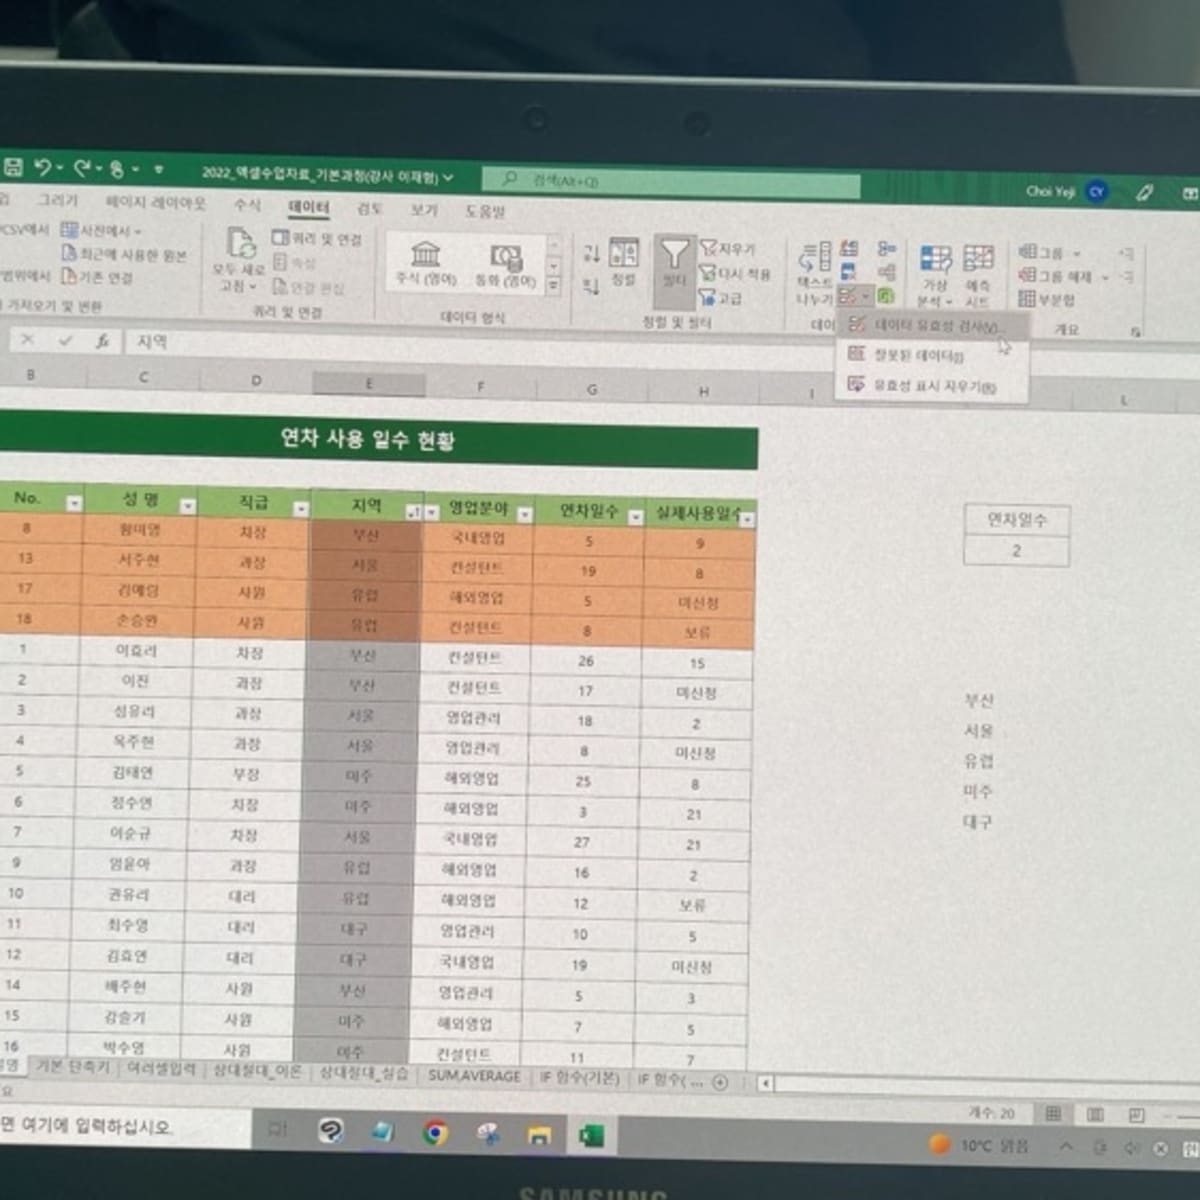 2022_엑셀수업자료_기본과정(강사 이재형)
검색(Alt+Q)
Choi Yeji
CY
그리기 페이지 레이아웃 수식 데이터 검토 보기 도움말
CSV에서 사진에서
최근에 사용한 원본
범위에서 기존 연결
가져오기 및 변환
모두 새로 고침
쿼리 및 연결
속성
연결 편집
쿼리 및 연결
주식 (영어) 통화 (영어)
데이터 형식
정렬 필터
지우기
다시 적용
고급
정렬 및 필터
텍스트 나누기
가상 분석 예측 시트
그룹
그룹 해제
부분합
개요
데이터 유효성 검사(V)...
잘못된 데이터(I)
유효성 표시 지우기(R)
fx 지역
B C D E F G H I L
연차 사용 일수 현황
No. 성 명 직급 지역 영업분야 연차일수 실제사용일수
8 황미영 차장 부산 국내영업 5 9
13 서주현 과장 서울 컨설턴트 19 8
17 김예림 사원 유럽 해외영업 5 미신청
18 손승완 사원 유럽 컨설턴트 8 보류
1 이효리 차장 부산 컨설턴트 26 15
2 이진 과장 부산 컨설턴트 17 미신청
3 성유리 과장 서울 영업관리 18 2
4 옥주현 과장 서울 영업관리 8 미신청
5 김태연 부장 미주 해외영업 25 8
6 정수연 차장 미주 해외영업 3 21
7 이순규 차장 서울 국내영업 27 21
9 임윤아 과장 유럽 해외영업 16 2
10 권유리 대리 유럽 해외영업 12 보류
11 최수영 대리 대구 영업관리 10 5
12 김효연 대리 대구 국내영업 19 미신청
14 배주현 사원 부산 영업관리 5 3
15 강슬기 사원 미주 해외영업 7 5
16 박수영 사원 미주 컨설턴트 11 7
연차일수
2
부산
서울
유럽
미주
대구
기본 단축키 여러셀입력 상대절대_이론 상대절대_실습 SUM,AVERAGE IF 함수(기본) IF 함수( ...
개수: 20
면 여기에 입력하십시오.
10°C 맑음
SAMSUNG